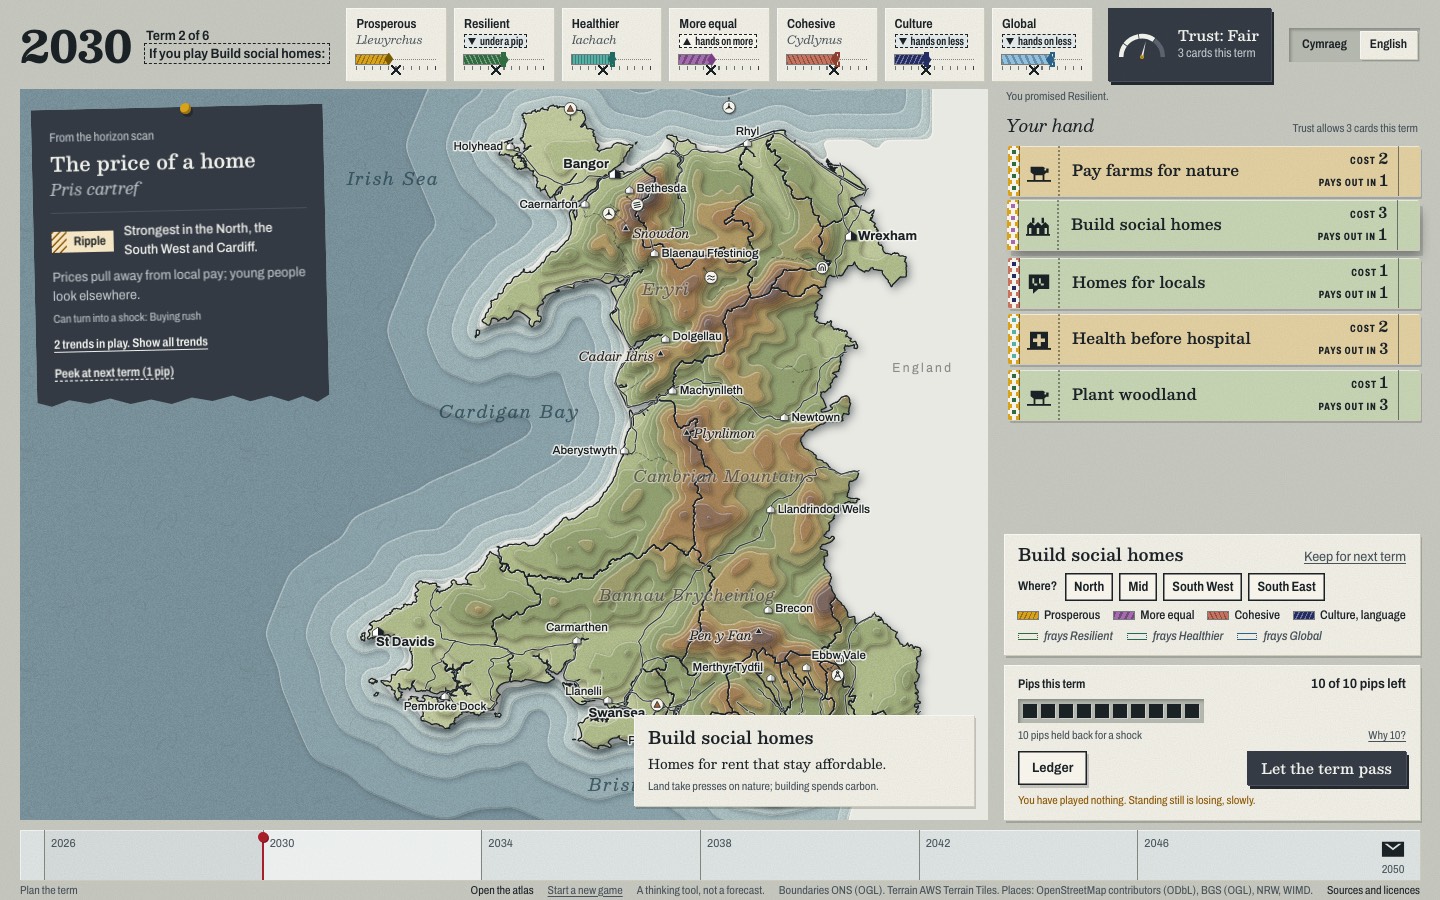 2030
Term 2 of 6
If you play Build social homes:
Prosperous
Llewyrchus
Resilient
▼ under a pip
Healthier
Iachach
More equal
▲ hands on more
Cohesive
Cydlynus
Culture
▼ hands on less
Global
▼ hands on less
Trust: Fair
3 cards this term
Cymraeg
English
From the horizon scan
The price of a home
Pris cartref
Ripple
Strongest in the North, the
South West and Cardiff.
Prices pull away from local pay; young people
look elsewhere.
Can turn into a shock: Buying rush
2 trends in play. Show all trends
Peek at next term (1 pip)
Irish Sea
Holyhead
Rhyl
Bangor
Bethesda
Caernarfon
Snowdon
Wrexham
Blaenau Ffestiniog
Eryri
Dolgellau
Cadair Idris
England
Machynlleth
Cardigan Bay
Newtown
Plynlimon
Aberystwyth
Cambrian Mountains
Llandrindod Wells
Bannau Brycheiniog
Brecon
Carmarthen
Pen y Fan
St Davids
Ebbw Vale
Merthyr Tydfil
Llanelli
Pembroke Dock
Swansea
Build social homes
Homes for rent that stay affordable.
Land take presses on nature; building spends carbon.
You promised Resilient.
Your hand
Trust allows 3 cards this term
Pay farms for nature
COST 2
PAYS OUT IN 1
Build social homes
COST 3
PAYS OUT IN 1
Homes for locals
COST 1
PAYS OUT IN 1
Health before hospital
COST 2
PAYS OUT IN 3
Plant woodland
COST 1
PAYS OUT IN 3
Build social homes
Keep for next term
Where?
North
Mid
South West
South East
Prosperous
More equal
Cohesive
Culture, language
frays Resilient
frays Healthier
frays Global
Pips this term
10 of 10 pips left
10 pips held back for a shock
Why 10?
Ledger
Let the term pass
You have played nothing. Standing still is losing, slowly.
2026
2030
2034
2038
2042
2046
2050
Plan the term
Open the atlas
Start a new game
A thinking tool, not a forecast.
Boundaries ONS (OGL). Terrain AWS Terrain Tiles. Places: OpenStreetMap contributors (ODbL), BGS (OGL), NRW, WIMD.
Sources and licences